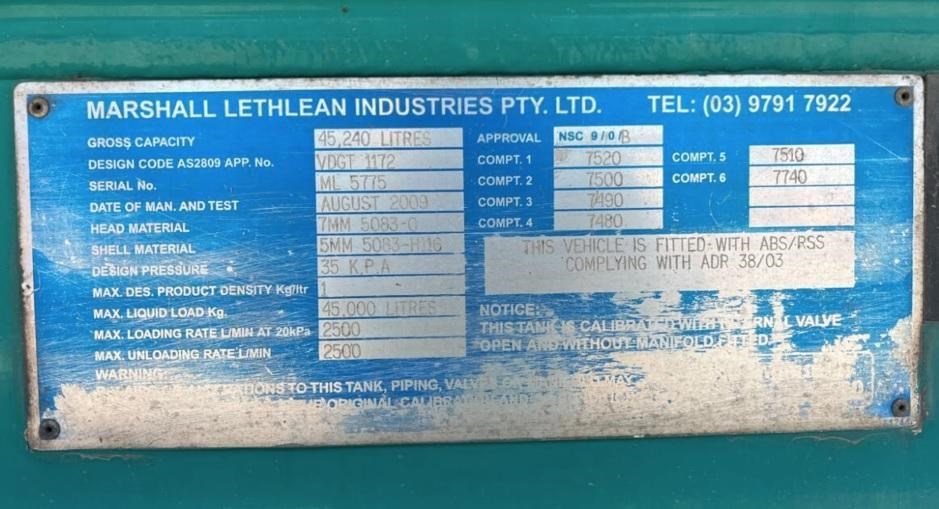 MARSHALL LETHLEAN INDUSTRIES PTY. LTD. TEL: (03) 9791 7922
GROSS CAPACITY 45,240 LITRES APPROVAL NSC 9/0/B
DESIGN CODE AS2809 APP. No. VDGT 1172 COMPT. 1 7520 COMPT. 5 7510
SERIAL No. ML 5775 COMPT. 2 7500 COMPT. 6 7740
DATE OF MAN. AND TEST AUGUST 2009 COMPT. 3 7490
HEAD MATERIAL 7MM 5083-0 COMPT. 4 7480
SHELL MATERIAL 5MM 5083-H116 THIS VEHICLE IS FITTED WITH ABS/RSS
DESIGN PRESSURE 35 K.P.A COMPLYING WITH ADR 38/03
MAX. DES. PRODUCT DENSITY Kg/ltr 1
MAX. LIQUID LOAD Kg. 45,000 LITRES NOTICE:
MAX. LOADING RATE L/MIN AT 20kPa 2500 THIS TANK IS CALIBRATED WITH VALVE
MAX. UNLOADING RATE L/MIN 2500 OPEN AND WITHOUT MANIFOLD FITTED.
WARNING:
TO THIS TANK, PIPING, MAY
ORIGINAL